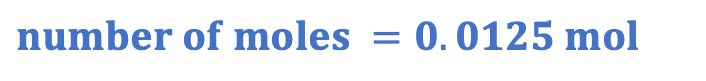 number of moles = 0.0125 mol